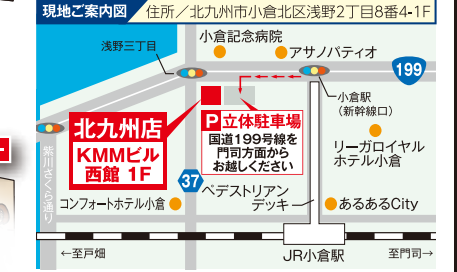 現地ご案内図
住所/北九州市小倉北区浅野2丁目8番4-1F
小倉記念病院
浅野三丁目
アサノパティオ
199
小倉駅
(新幹線口)
北九州店
KMMビル
西館 1F
P立体駐車場
国道199号線を
門司方面から
お越しください
リーガロイヤル
ホテル小倉
紫川さくら通り
37
ペデストリアン
デッキ
コンフォートホテル小倉
あるあるCity
←至戸畑
JR小倉駅
至門司→